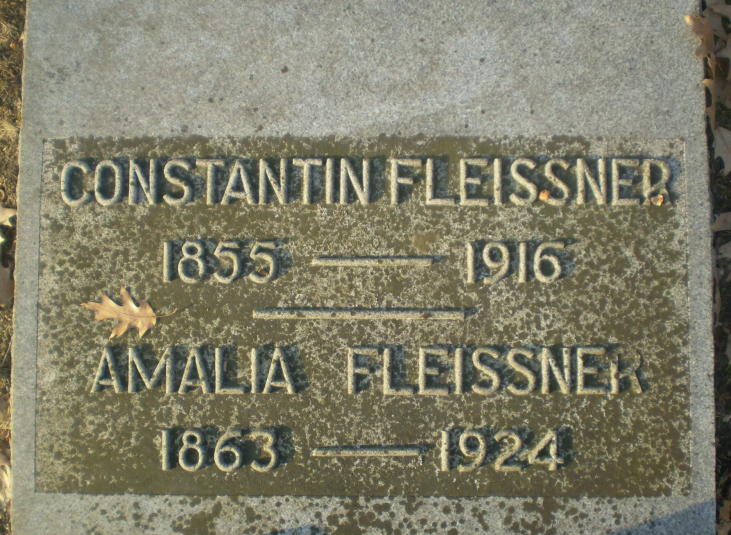 CONSTANTIN FLEISSNER
1855 — 1916
AMALIA FLEISSNER
1863 — 1924